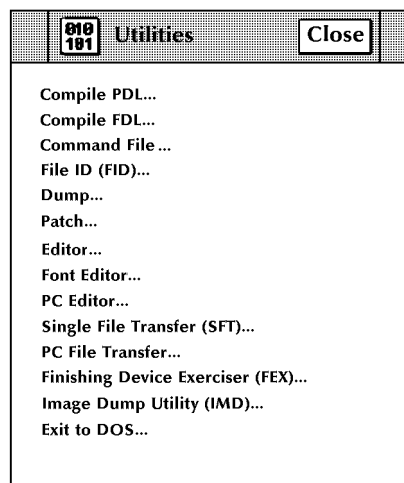 010
101
Utilities
Close
Compile PDL...
Compile FDL...
Command File ...
File ID (FID)...
Dump...
Patch...
Editor...
Font Editor...
PC Editor...
Single File Transfer (SFT)...
PC File Transfer...
Finishing Device Exerciser (FEX)...
Image Dump Utility (IMD)...
Exit to DOS...